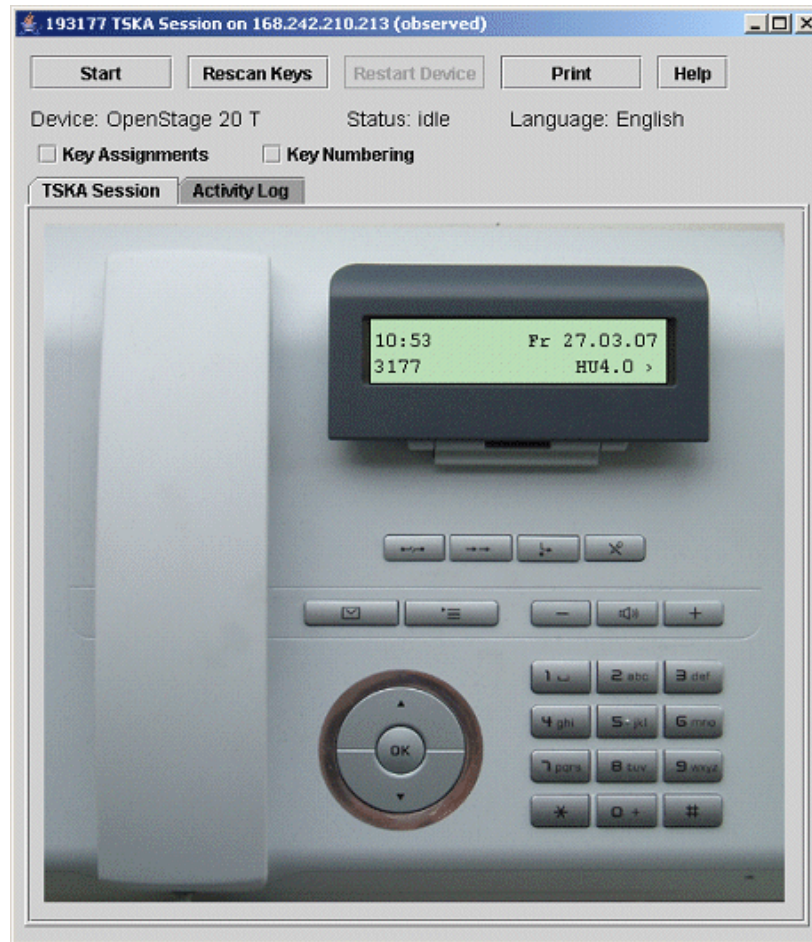 193177 TSKA Session on 168.242.210.213 (observed)
Start Rescan Keys Restart Device Print Help
Device: OpenStage 20 T Status: idle Language: English
Key Assignments Key Numbering
TSKA Session Activity Log
10:53 Fr 27.03.07
3177 HU4.0 ›
1 2 abc 3 def
4 ghi 5 jkl 6 mno
OK
7 pqrs 8 tuv 9 wxyz
* 0 + #